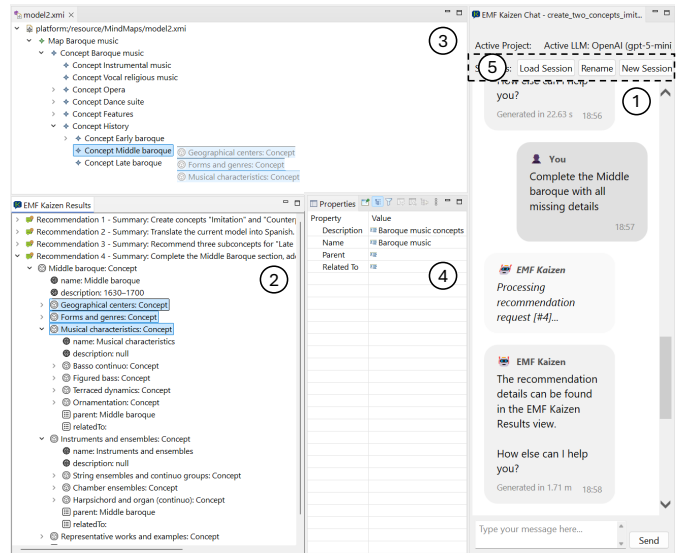 model2.xmi
platform:/resource/MindMaps/model2.xmi
Map Baroque music
Concept Baroque music
Concept Instrumental music
Concept Vocal religious music
Concept Opera
Concept Dance suite
Concept Features
Concept History
Concept Early baroque
Concept Middle baroque
Geographical centers: Concept
Concept Late baroque
Forms and genres: Concept
Musical characteristics: Concept
3
EMF Kaizen Results
Recommendation 1 - Summary: Create concepts "Imitation" and "Counterp
Recommendation 2 - Summary: Translate the current model into Spanish.
Recommendation 3 - Summary: Recommend three subconcepts for "Late
Recommendation 4 - Summary: Complete the Middle Baroque section, add
Middle baroque: Concept
name: Middle baroque
description: 1630–1700
Geographical centers: Concept
Forms and genres: Concept
Musical characteristics: Concept
name: Musical characteristics
description: null
Basso continuo: Concept
Figured bass: Concept
Terraced dynamics: Concept
Ornamentation: Concept
parent: Middle baroque
relatedTo:
Instruments and ensembles: Concept
name: Instruments and ensembles
description: null
String ensembles and continuo groups: Concept
Chamber ensembles: Concept
Harpsichord and organ (continuo): Concept
parent: Middle baroque
relatedTo:
Representative works and examples: Concept
2
Properties
Property Value
Description Baroque music concepts
Name Baroque music
Parent
Related To
4
EMF Kaizen Chat - create_two_concepts_imit...
Active Project: Active LLM: OpenAI (gpt-5-mini
5
Load Session Rename New Session
1
you?
Generated in 22.63 s 18:56
You
Complete the Middle
baroque with all
missing details
18:57
EMF Kaizen
Processing
recommendation
request [#4]...
EMF Kaizen
The recommendation
details can be found
in the EMF Kaizen
Results view.
How else can I help
you?
Generated in 1.71 m 18:58
Type your message here...
Send